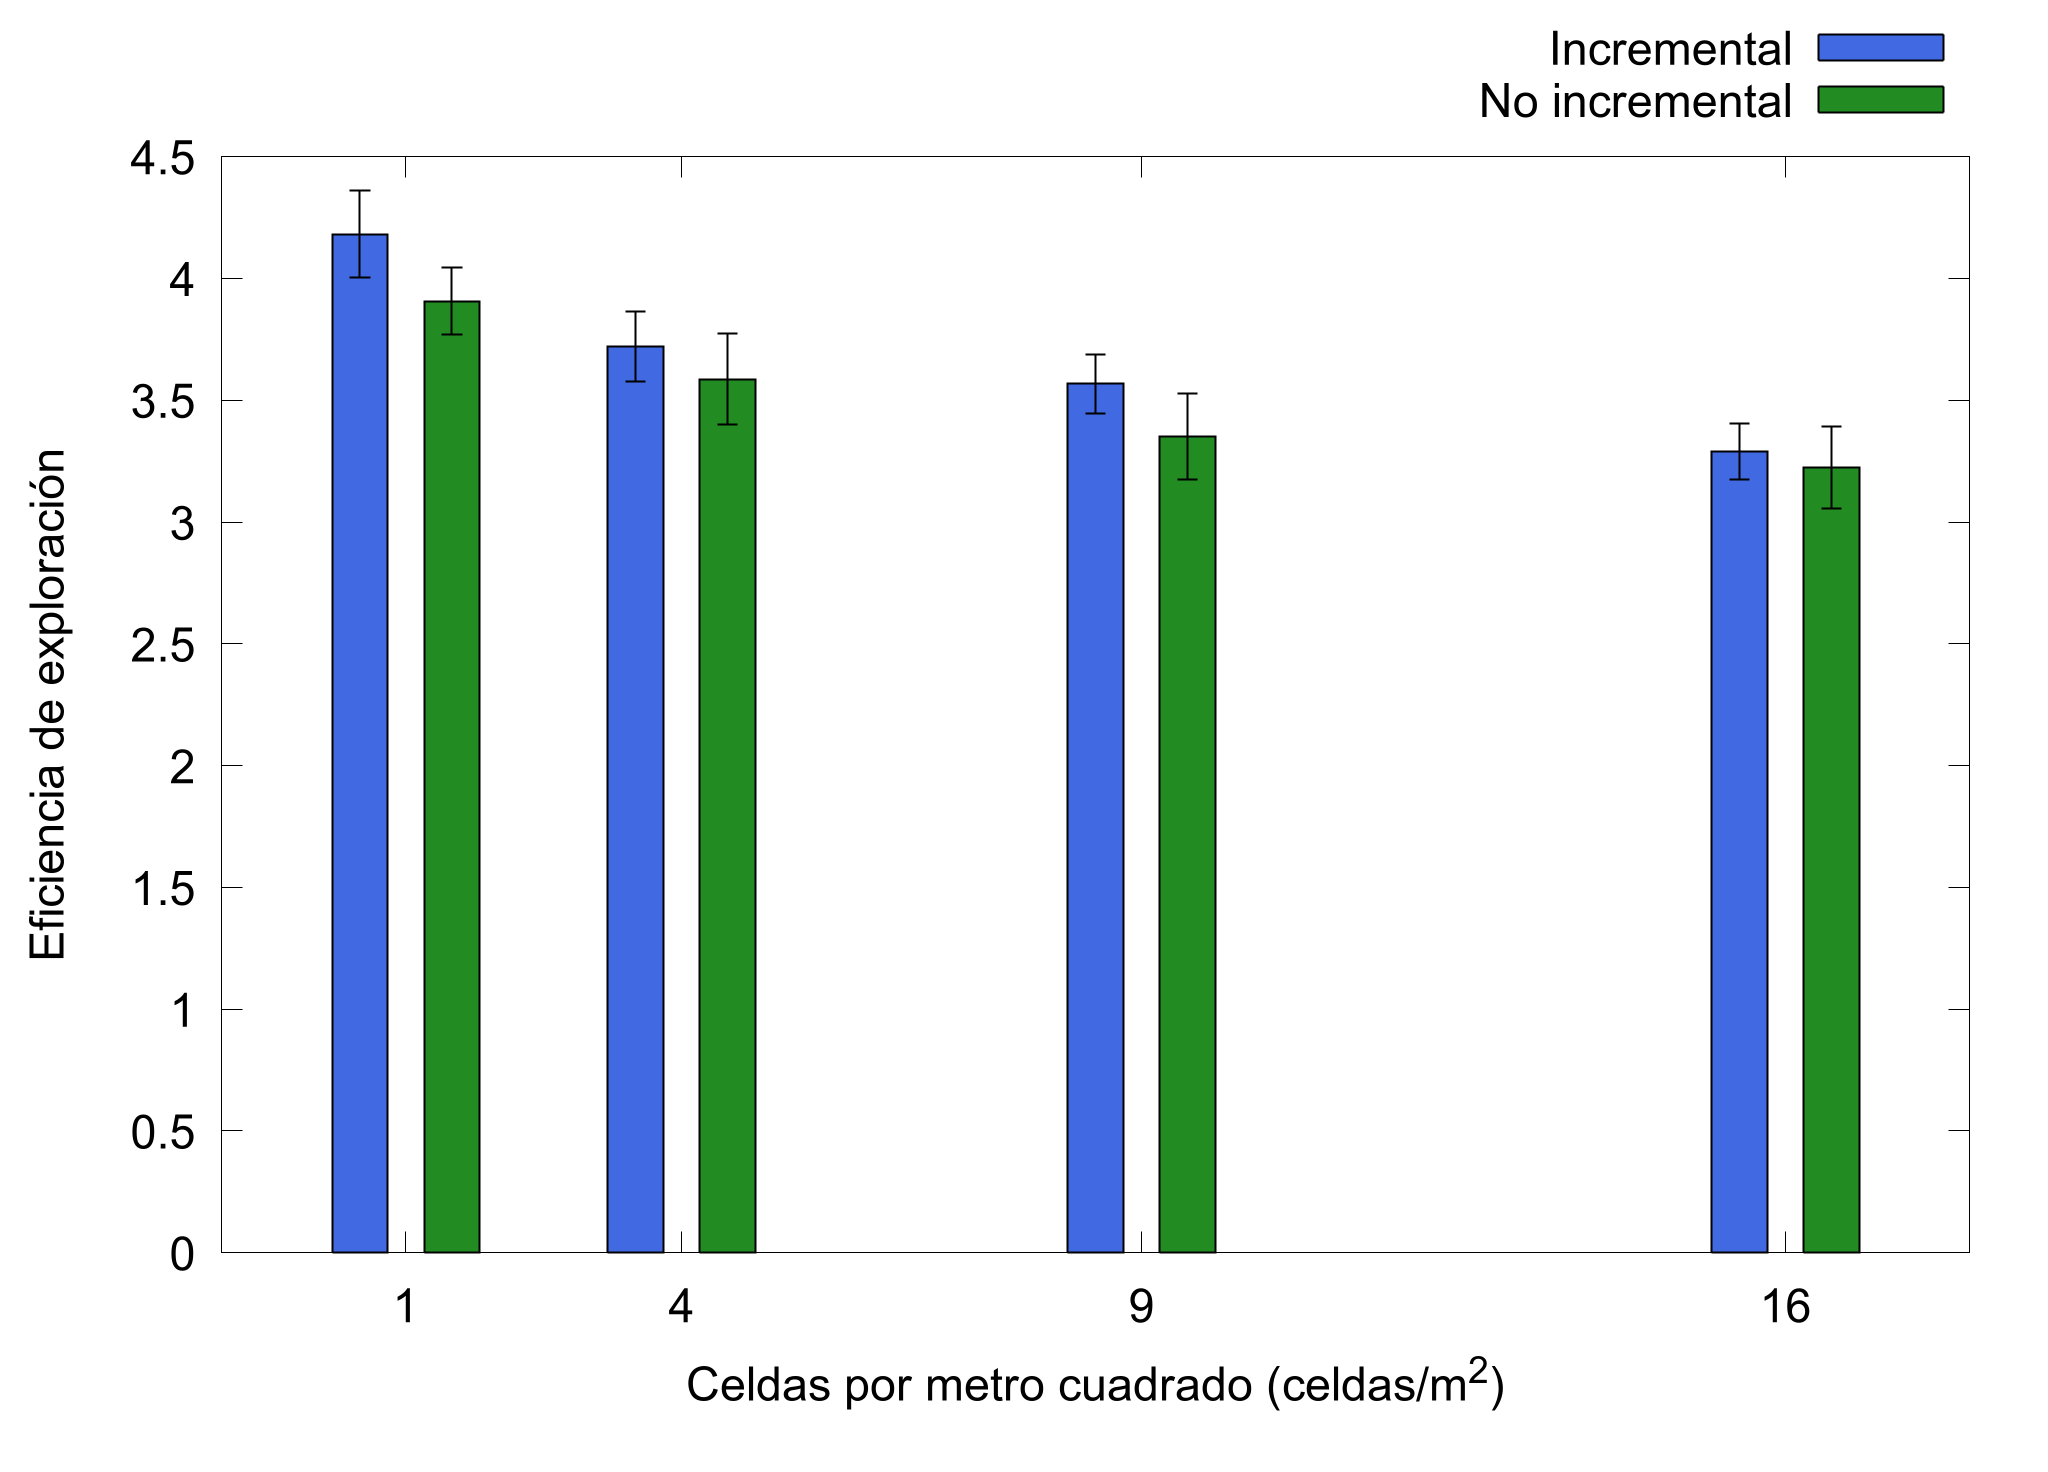 Incremental
No incremental
4.5
4
3.5
3
2.5
2
1.5
1
0.5
0
Eficiencia de exploración
1 4 9 16
Celdas por metro cuadrado (celdas/m²)